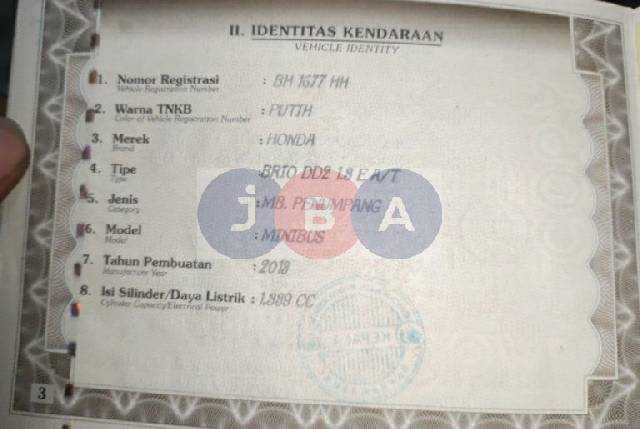 II. IDENTITAS KENDARAAN
VEHICLE IDENTITY
1. Nomor Registrasi : BH 1677 HH
Vehicle Registration Number
2. Warna TNKB : PUTIH
Color of Vehicle Registration Number
3. Merek : HONDA
Brand
4. Tipe : BRIO DD2 1.3 E A/T
Type
5. Jenis : MB. PENUMPANG
Category
6. Model : MINIBUS
Model
7. Tahun Pembuatan : 2018
Manufacture Year
8. Isi Silinder/Daya Listrik : CC
Cylinder Capacity/Electrical Power
JBA
KEPALA
3